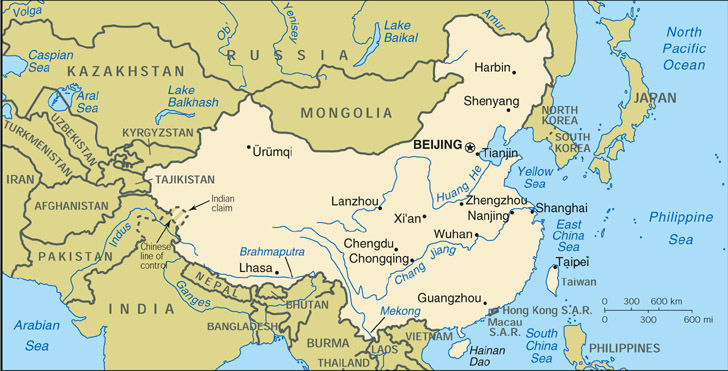 Volga
Ob'
Yenisey
Lake
Baikal
Amur
North
Pacific
Ocean
RUSSIA
Caspian
Sea
KAZAKHSTAN
Aral
Sea
Lake
Balkhash
MONGOLIA
Harbin
Shenyang
JAPAN
NORTH
KOREA
SOUTH
KOREA
UZBEKISTAN
TURKMENISTAN
KYRGYZSTAN
Ürümqi
BEIJING
Tianjin
Yellow
Sea
IRAN
TAJIKISTAN
AFGHANISTAN
Indian
claim
Huang He
Lanzhou
Zhengzhou
Xi'an
Nanjing
Shanghai
Philippine
Sea
Indus
Chinese
line of
control
PAKISTAN
Brahmaputra
Lhasa
Chengdu
Chongqing
Wuhan
Chang Jiang
East
China
Sea
Taipei
Taiwan
NEPAL
Ganges
BHUTAN
INDIA
BANGLADESH
Mekong
Guangzhou
Hong Kong S.A.R.
Macau
S.A.R.
0 300 600 km
0 300 600 mi
Arabian
Sea
BURMA
VIETNAM
LAOS
THAILAND
Hainan
Dao
South
China
Sea
PHILIPPINES